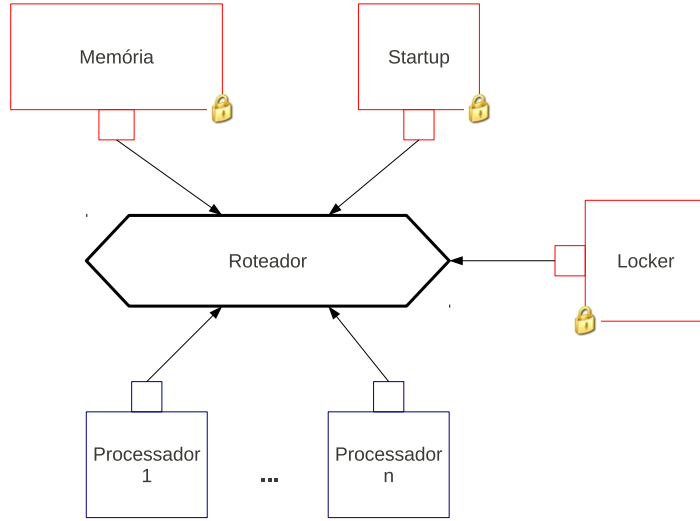 Memória
Startup
Roteador
Locker
Processador
1
...
Processador
n